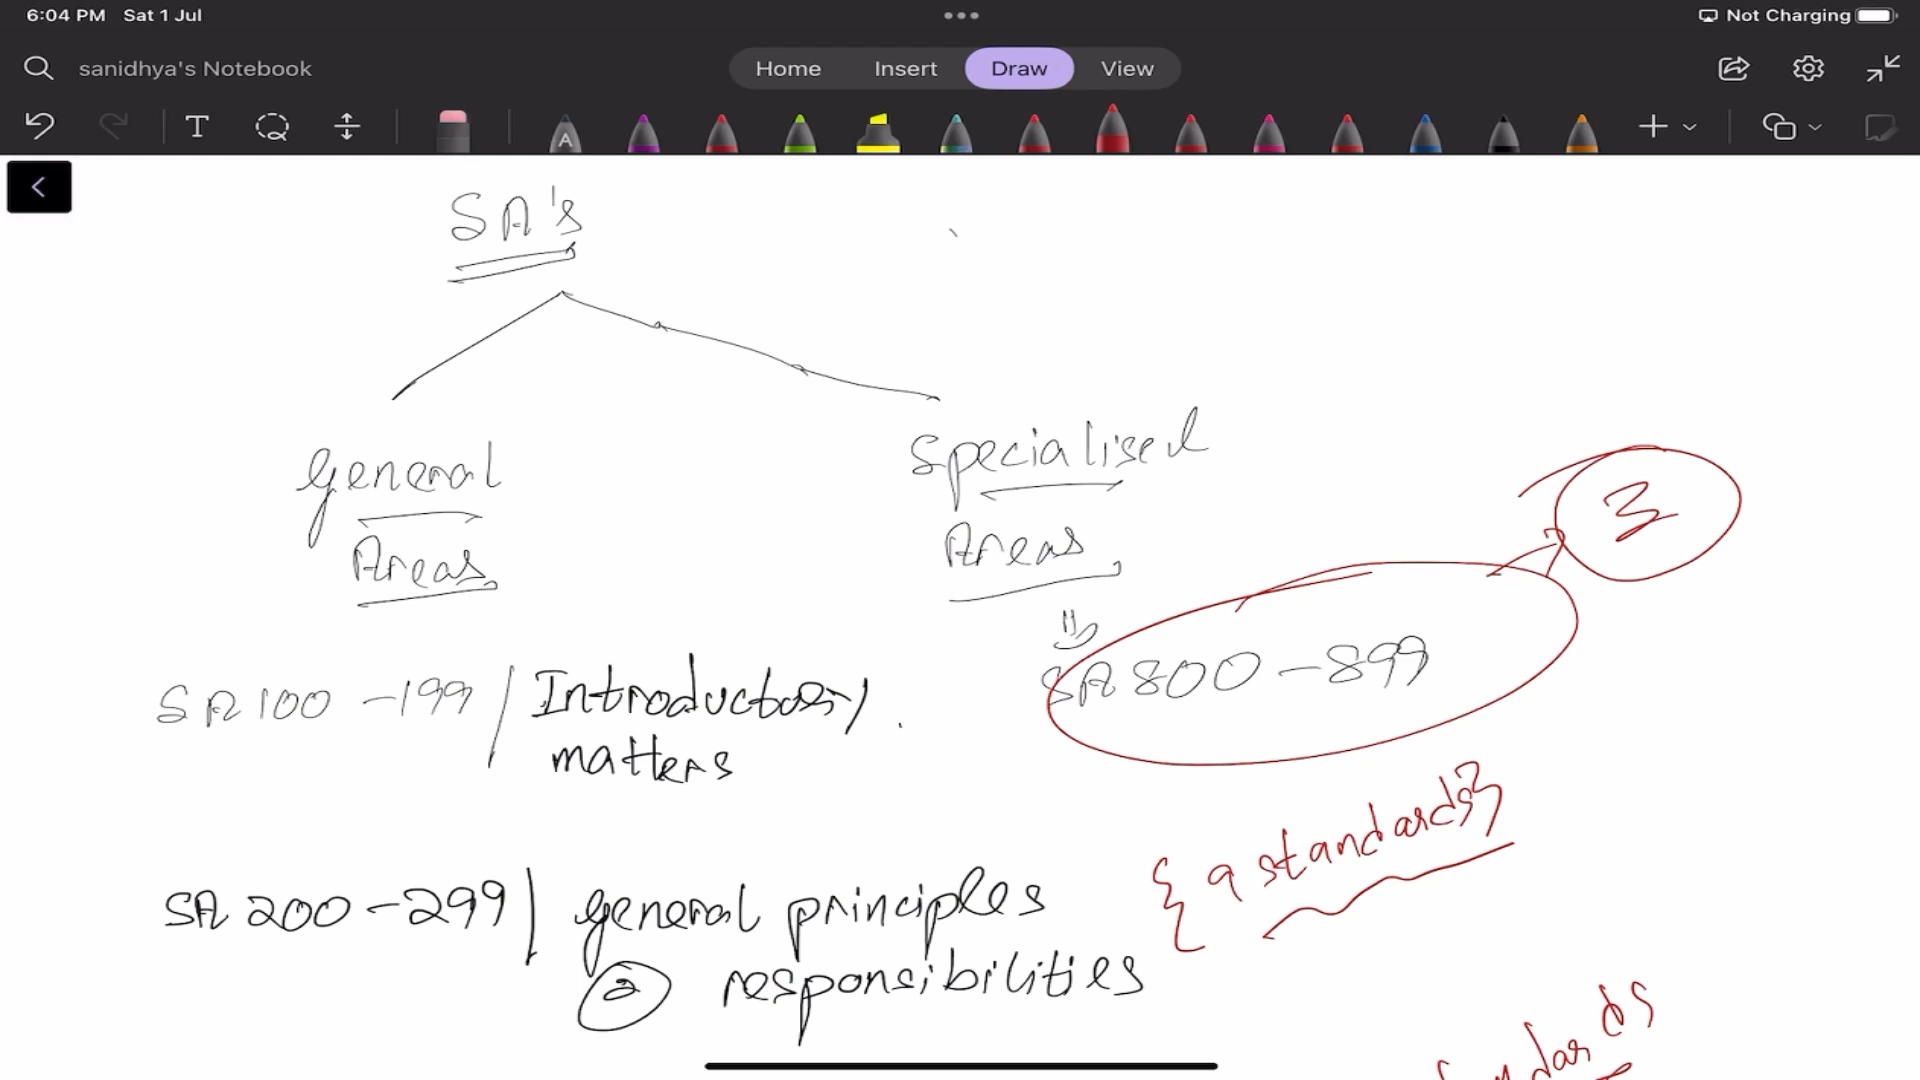 6:04 PM Sat 1 Jul
Not Charging
sanidhya's Notebook
Home Insert Draw View
T
A
SA's
general
Areas
Specialised
Areas
3
SA 100 - 199 / Introductory
matters
SA 800 - 899
{ 9 standards }
SA 200 - 299 | general principles
responsibilities